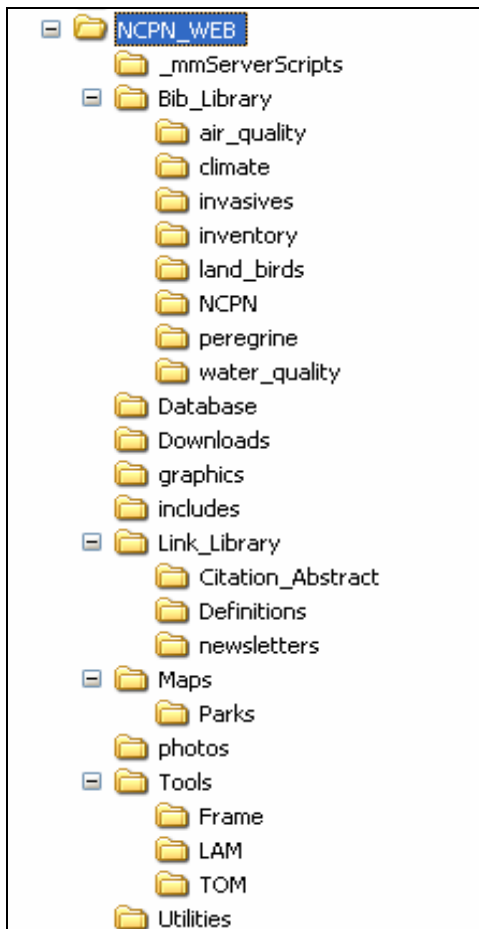 NCPN_WEB
_mmServerScripts
Bib_Library
air_quality
climate
invasives
inventory
land_birds
NCPN
peregrine
water_quality
Database
Downloads
graphics
includes
Link_Library
Citation_Abstract
Definitions
newsletters
Maps
Parks
photos
Tools
Frame
LAM
TOM
Utilities